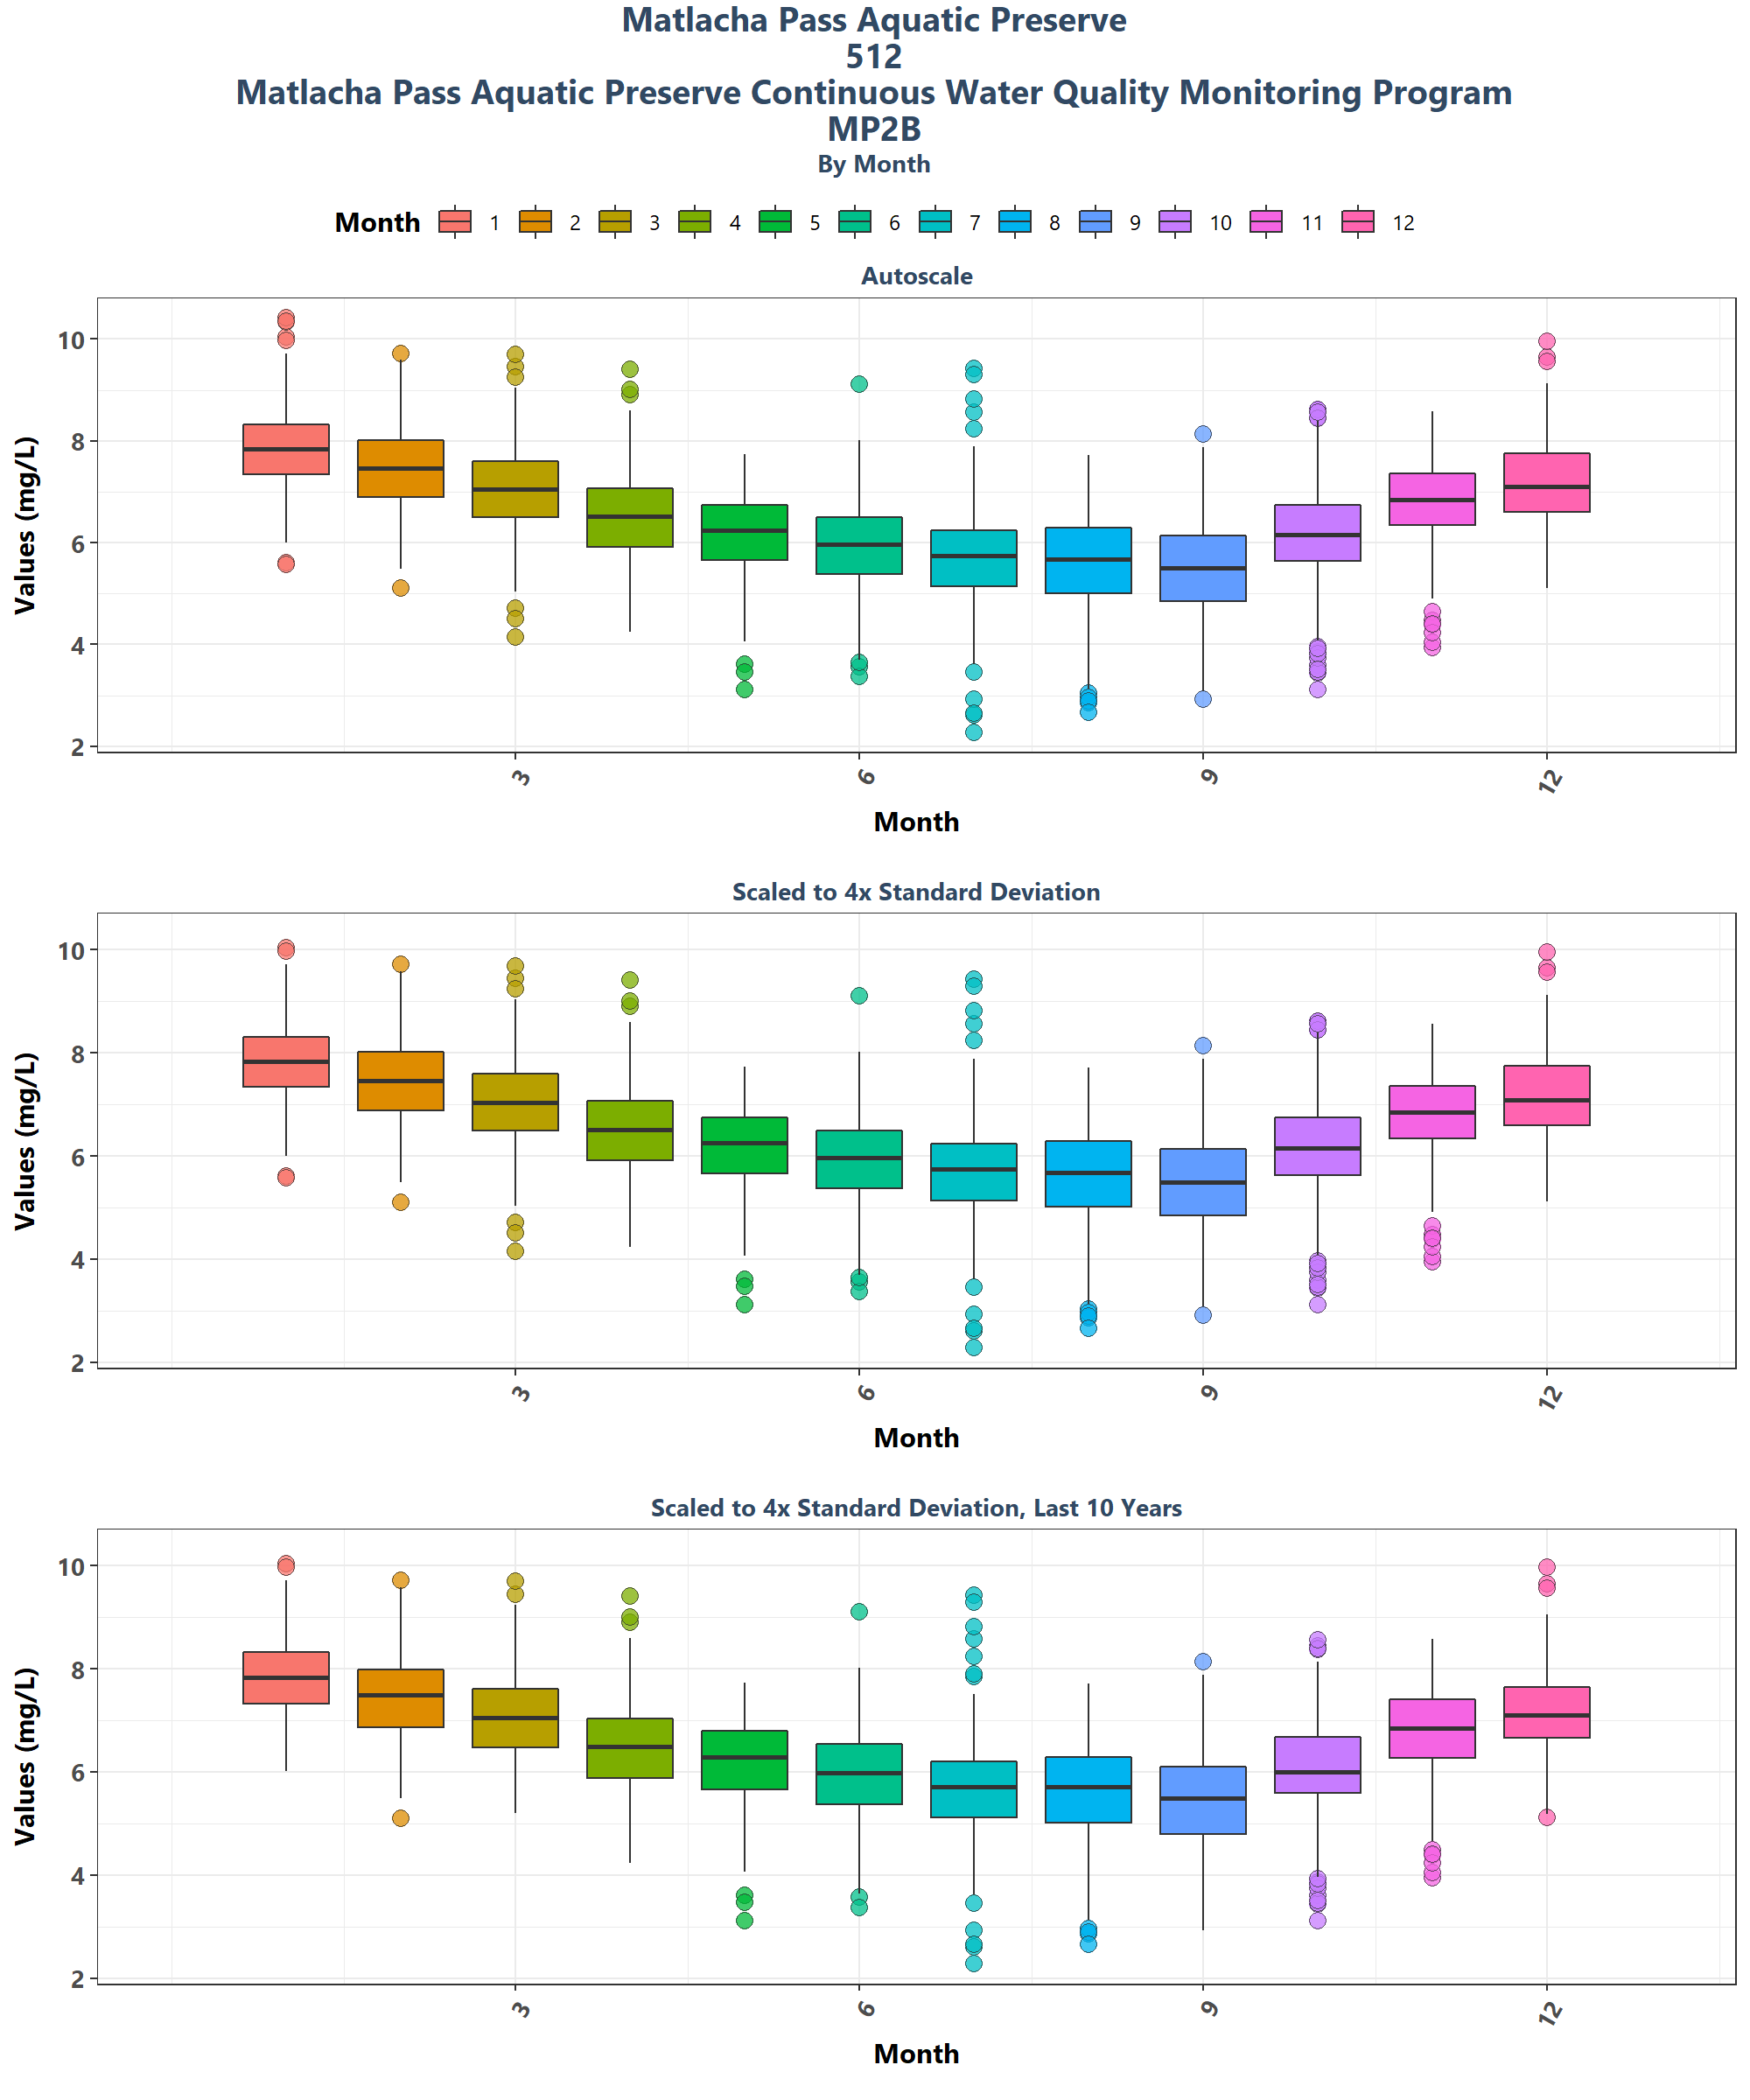 Matlacha Pass Aquatic Preserve
512
Matlacha Pass Aquatic Preserve Continuous Water Quality Monitoring Program
MP2B
By Month
Month 1 2 3 4 5 6 7 8 9 10 11 12
Autoscale
Values (mg/L)
10
8
6
4
2
3 6 9 12
Month
Scaled to 4x Standard Deviation
Values (mg/L)
10
8
6
4
2
3 6 9 12
Month
Scaled to 4x Standard Deviation, Last 10 Years
Values (mg/L)
10
8
6
4
2
3 6 9 12
Month